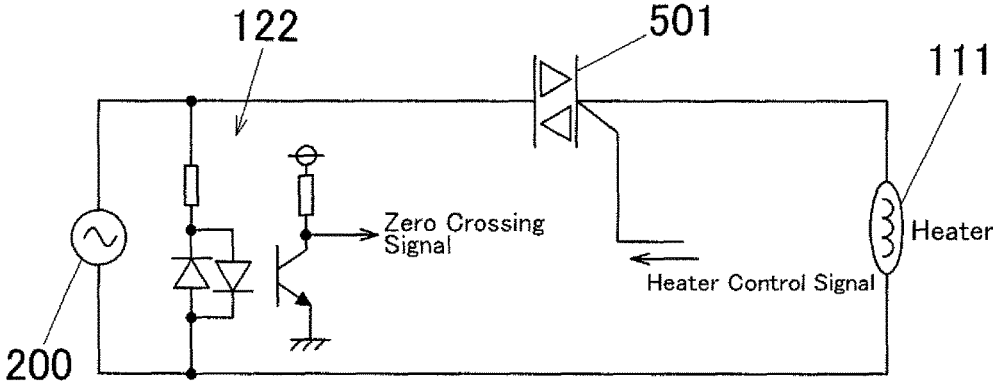 122
501
111
Zero Crossing
Signal
Heater
Heater Control Signal
200